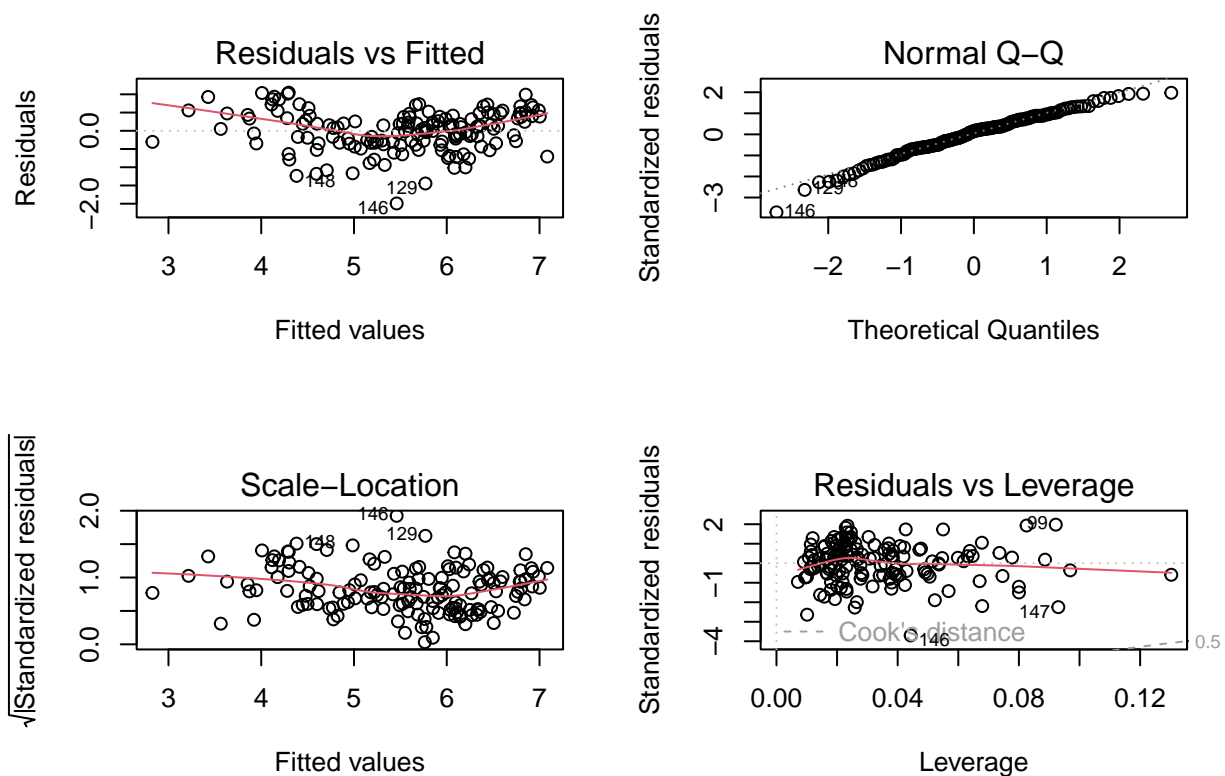 Residuals vs Fitted
Residuals
0.0
−2.0
148
129
146
3 4 5 6 7
Fitted values
Normal Q−Q
Standardized residuals
2
0
−3
129
146
−2 −1 0 1 2
Theoretical Quantiles
Scale−Location
√|Standardized residuals|
2.0
1.0
0.0
146
148
129
3 4 5 6 7
Fitted values
Residuals vs Leverage
Standardized residuals
2
−1
−4
99
147
Cook's distance
146
0.5
0.00 0.04 0.08 0.12
Leverage